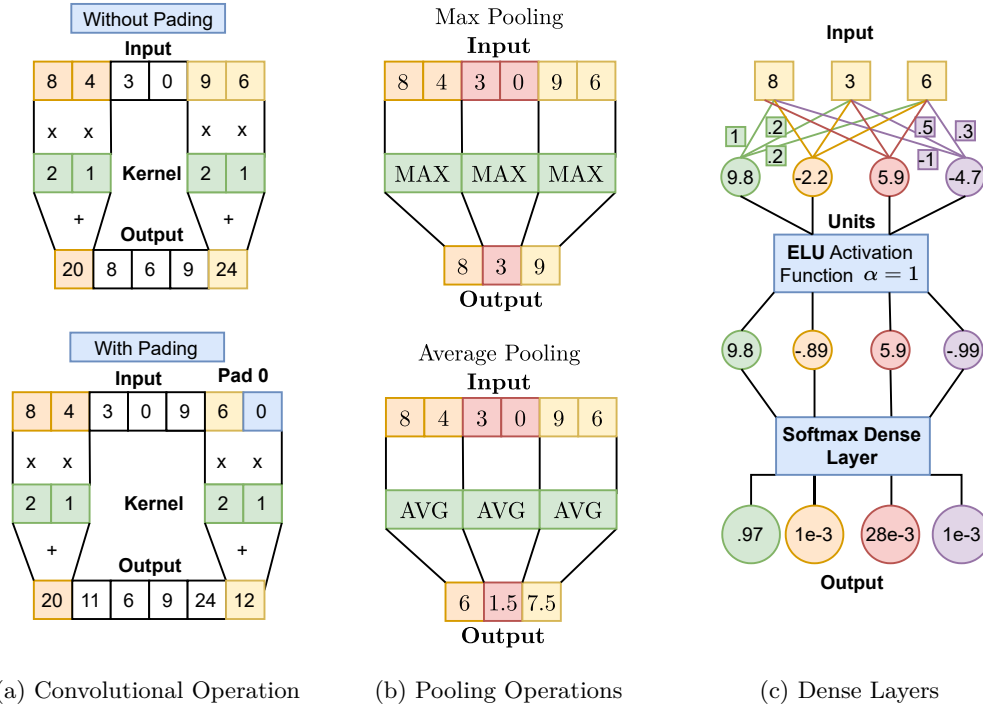 Without Pading
Input
8 4 3 0 9 6
x x x x
2 1 Kernel 2 1
+ +
Output
20 8 6 9 24
With Pading
Input Pad 0
8 4 3 0 9 6 0
x x x x
2 1 Kernel 2 1
+ +
Output
20 11 6 9 24 12
(a) Convolutional Operation
Max Pooling
Input
8 4 3 0 9 6
MAX MAX MAX
8 3 9
Output
Average Pooling
Input
8 4 3 0 9 6
AVG AVG AVG
6 1.5 7.5
Output
(b) Pooling Operations
Input
8 3 6
1 .2 .5 .3
.2 -1
9.8 -2.2 5.9 -4.7
Units
ELU Activation
Function α = 1
9.8 -.89 5.9 -.99
Softmax Dense
Layer
.97 1e-3 28e-3 1e-3
Output
(c) Dense Layers